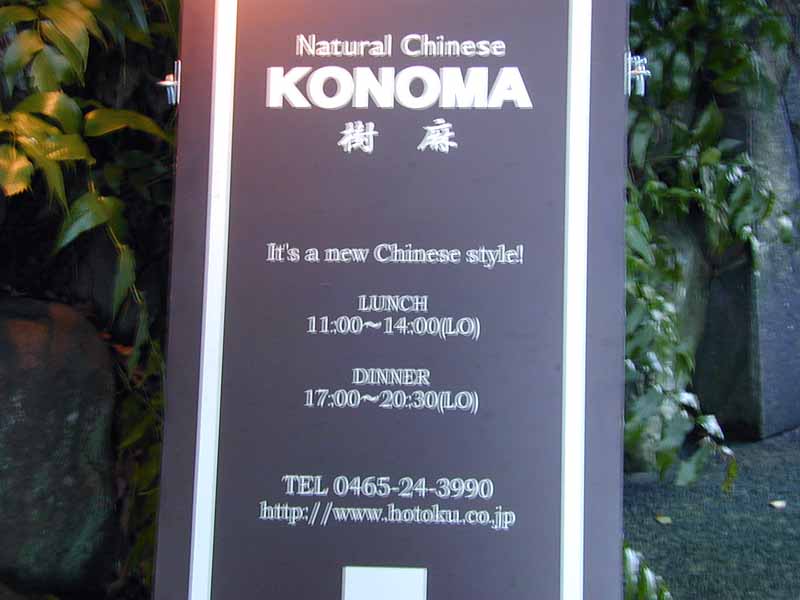 Natural Chinese
KONOMA
樹 麻
It's a new Chinese style!
LUNCH
11:00〜14:00(LO)
DINNER
17:00〜20:30(LO)
TEL 0465-24-3990
http://www.hotoku.co.jp